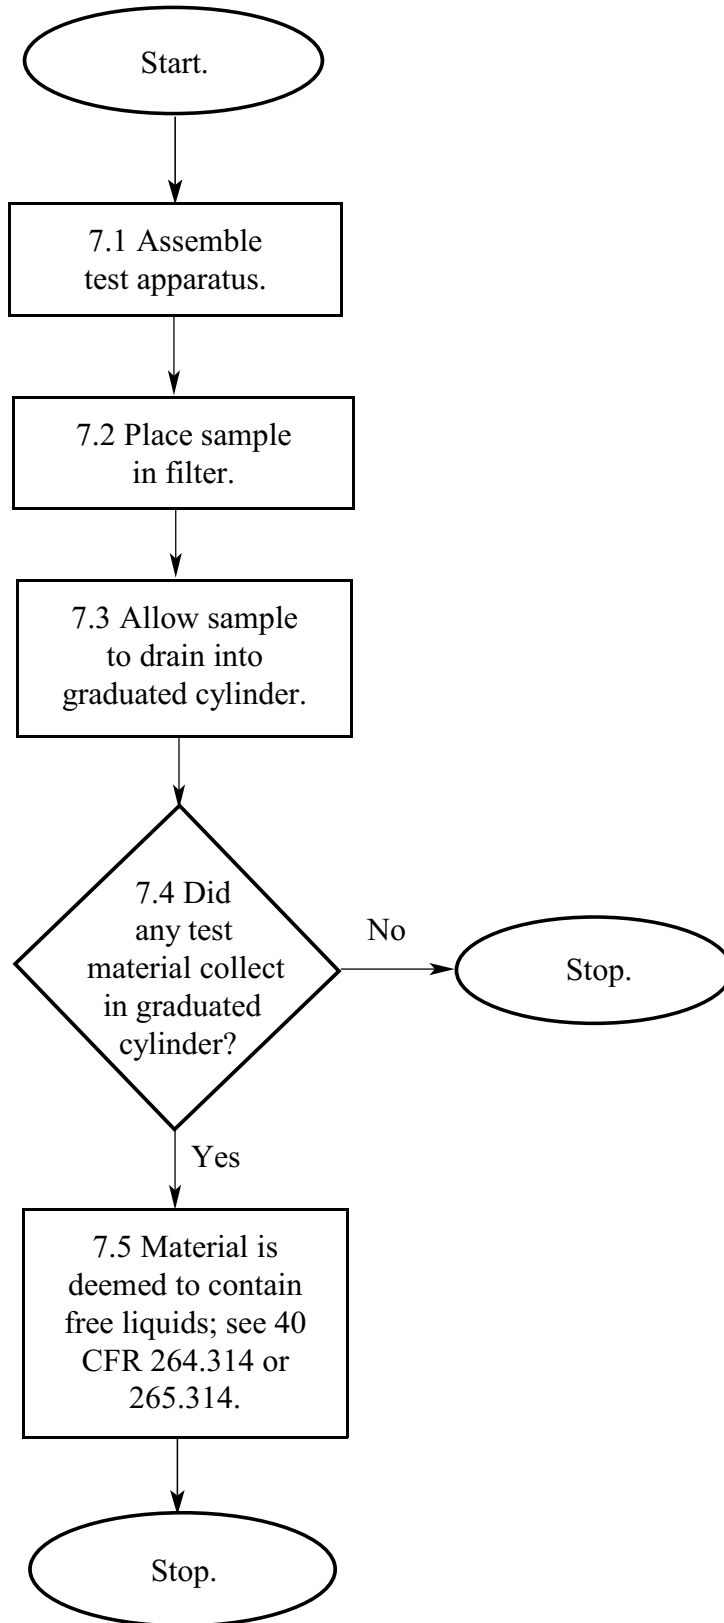 Start.
7.1 Assemble
test apparatus.
7.2 Place sample
in filter.
7.3 Allow sample
to drain into
graduated cylinder.
7.4 Did
any test
material collect
in graduated
cylinder?
No
Stop.
Yes
7.5 Material is
deemed to contain
free liquids; see 40
CFR 264.314 or
265.314.
Stop.